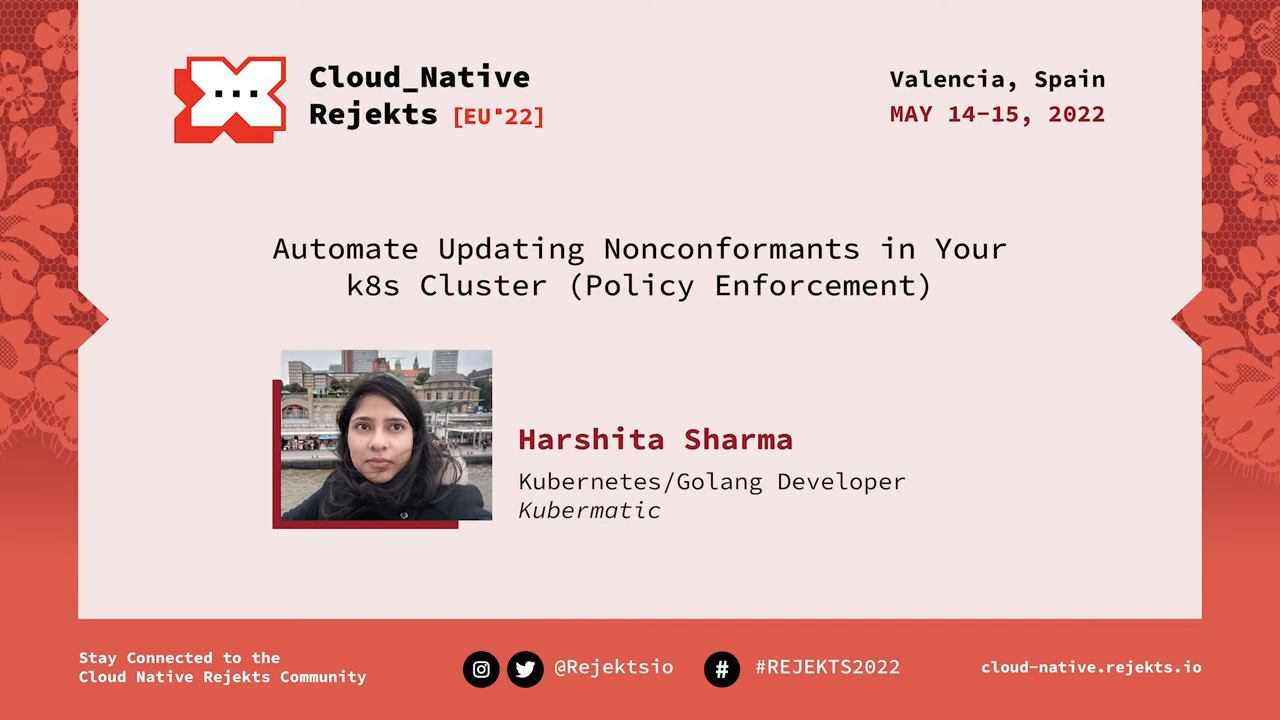 Cloud_Native
Rejekts [EU"22]
Valencia, Spain
MAY 14-15, 2022
Automate Updating Nonconformants in Your
k8s Cluster (Policy Enforcement)
Harshita Sharma
Kubernetes/Golang Developer
Kubermatic
Stay Connected to the
Cloud Native Rejekts Community
@Rejektsio
# #REJEKTS2022
cloud-native.rejekts.io